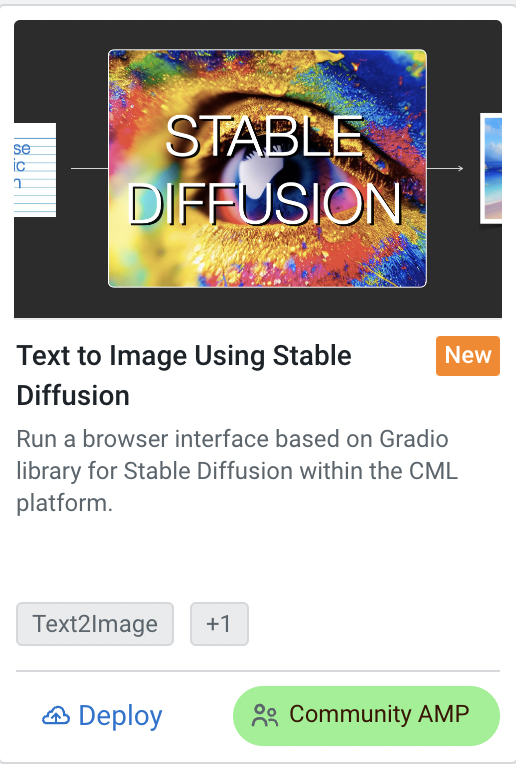 se
ic
n
STABLE
DIFFUSION
Text to Image Using Stable
Diffusion
New
Run a browser interface based on Gradio
library for Stable Diffusion within the CML
platform.
Text2Image
+1
Deploy
Community AMP